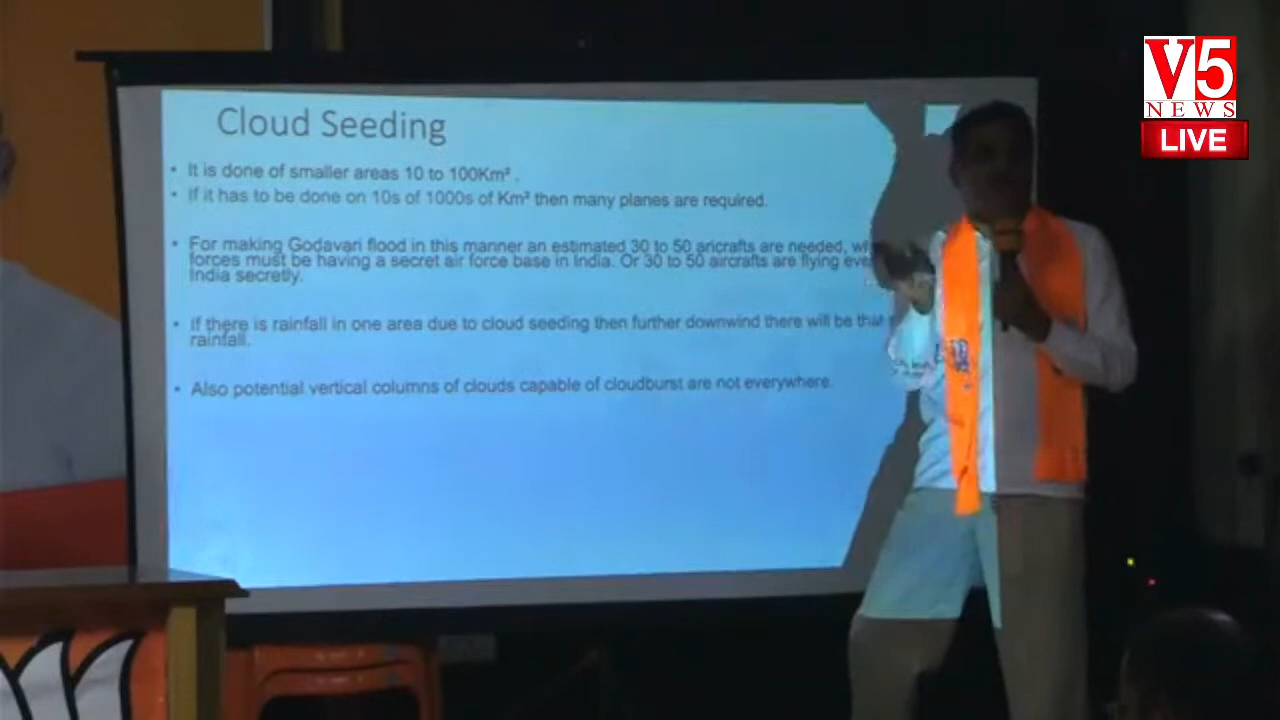 V5
NEWS
LIVE
Cloud Seeding
• It is done of smaller areas 10 to 100Km² .
• If it has to be done on 10s of 1000s of Km² then many planes are required.
• For making Godavari flood in this manner an estimated 30 to 50 aricrafts are needed,
forces must be having a secret air force base in India. Or 30 to 50 aircrafts are flying
India secretly.
• If there is rainfall in one area due to cloud seeding then further downwind there will be that
rainfall.
• Also potential vertical columns of clouds capable of cloudburst are not everywhere.